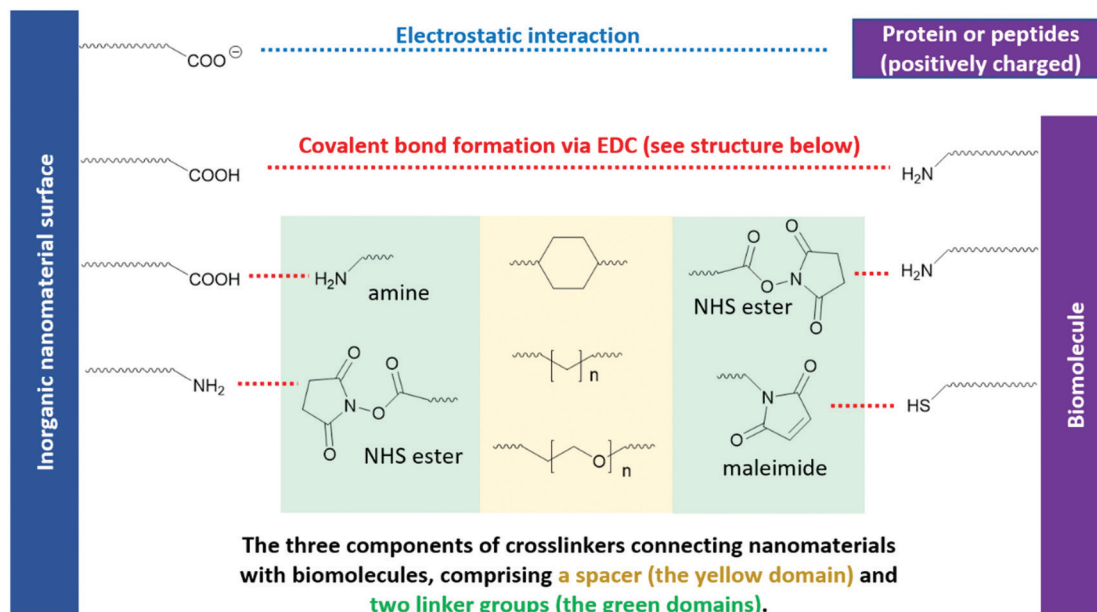 Electrostatic interaction
COO ⊖
Protein or peptides
(positively charged)
Inorganic nanomaterial surface
Covalent bond formation via EDC (see structure below)
COOH
H₂N
Biomolecule
COOH
H₂N
amine
O
O
N
O
O
NHS ester
H₂N
NH₂
O
O
N
O
O
NHS ester
n
O
n
N
O
O
maleimide
HS
The three components of crosslinkers connecting nanomaterials
with biomolecules, comprising a spacer (the yellow domain) and
two linker groups (the green domains).